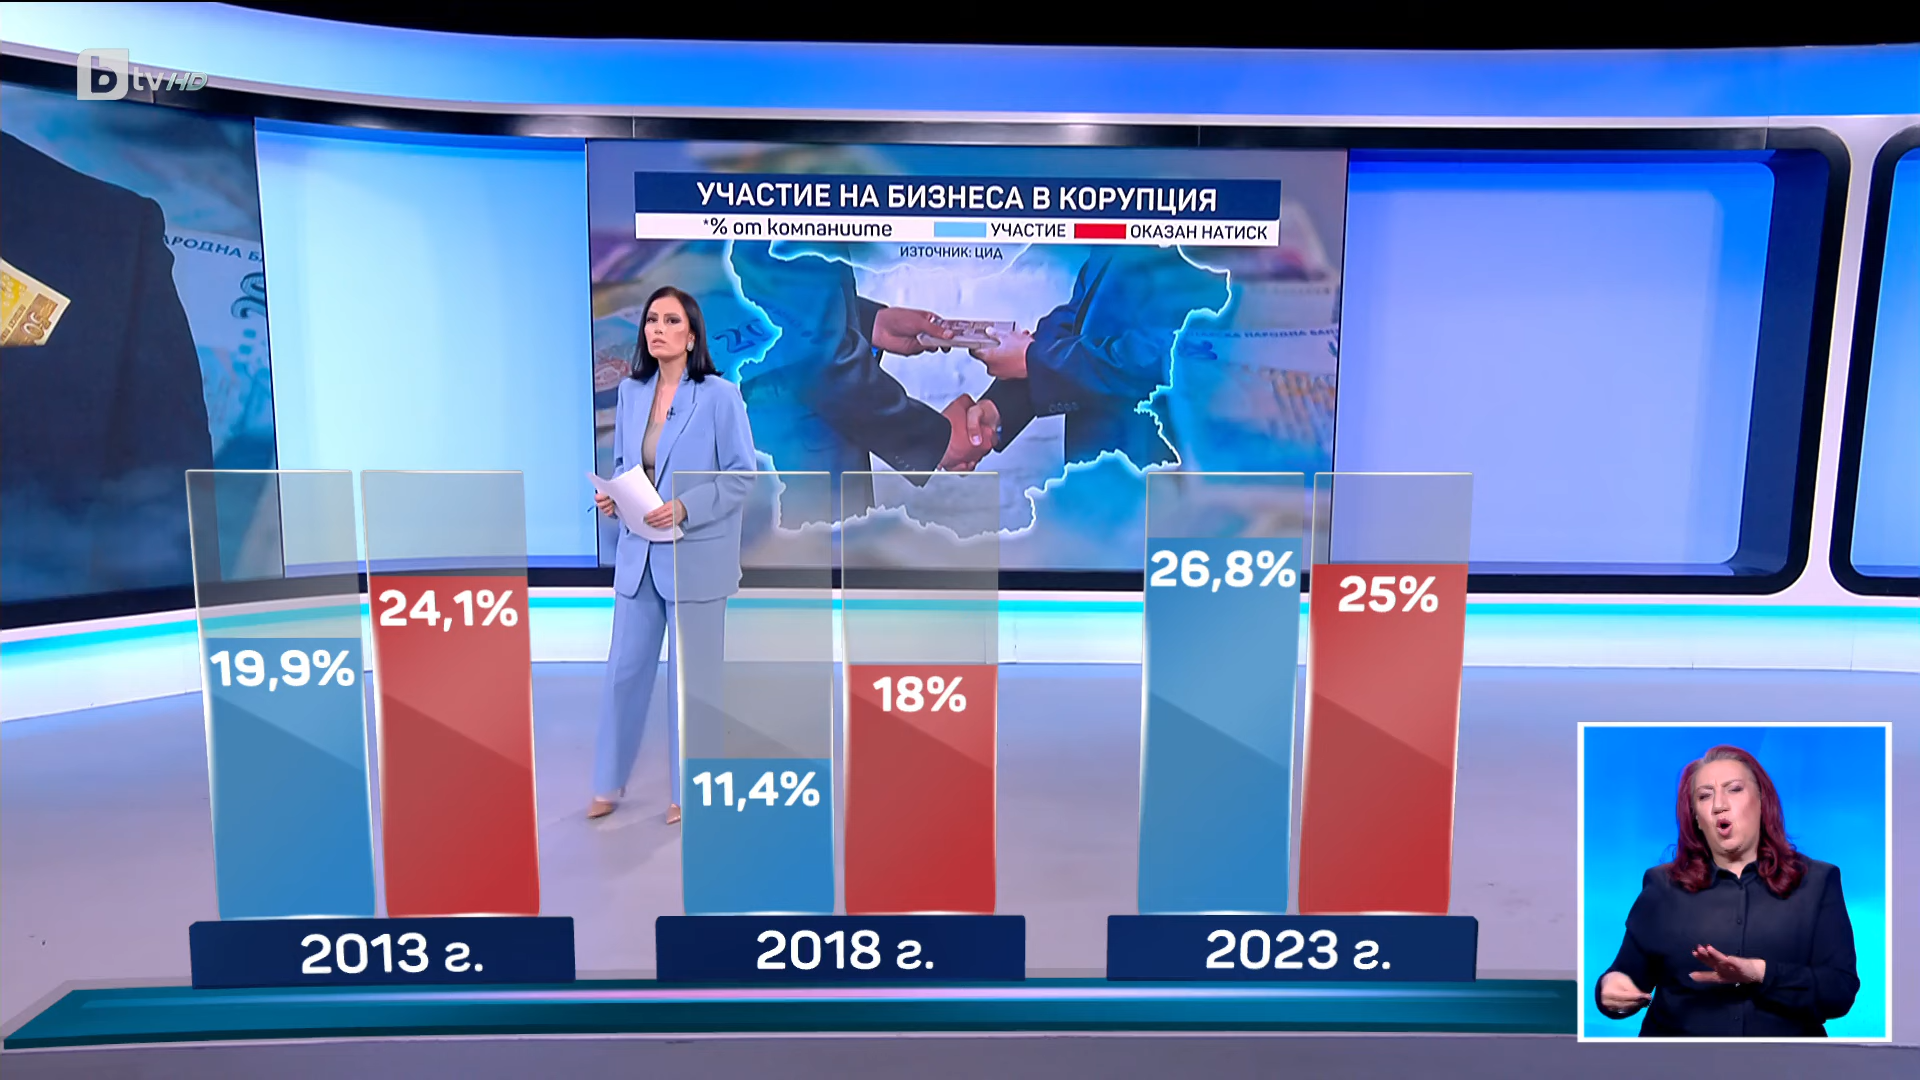 btv HD
УЧАСТИЕ НА БИЗНЕСА В КОРУПЦИЯ
*% от компаниите УЧАСТИЕ ОКАЗАН НАТИСК
ИЗТОЧНИК: ЦИД
19,9% 24,1% 11,4% 18% 26,8% 25%
2013 г. 2018 г. 2023 г.